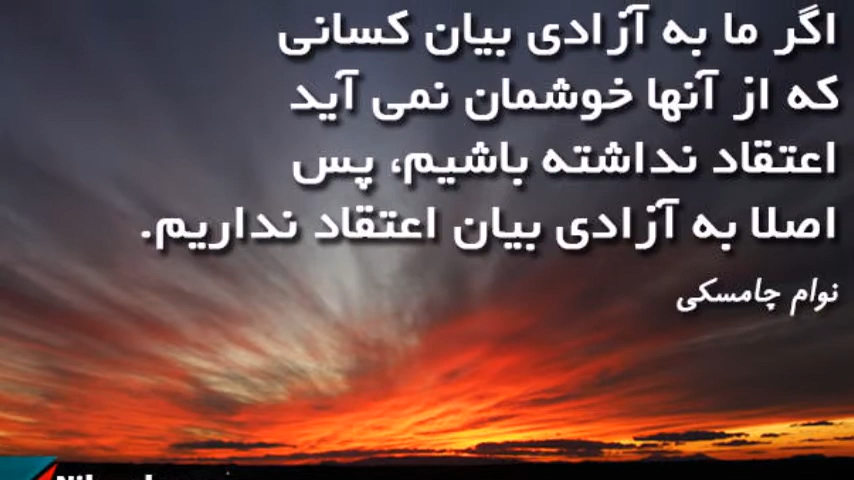 اگر ما به آزادی بیان کسانی
که از آنها خوشمان نمی آید
اعتقاد نداشته باشیم، پس
اصلا به آزادی بیان اعتقاد نداریم.
نوام چامسکی